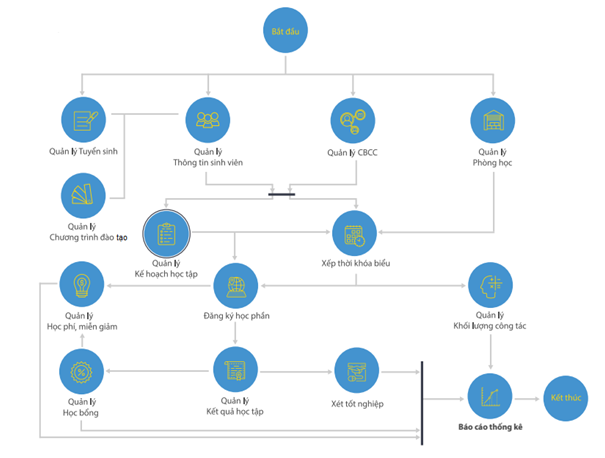 Bắt đầu
Quản lý Tuyển sinh
Quản lý
Thông tin sinh viên
Quản lý CBCC
Quản lý
Phòng học
Quản lý
Chương trình đào tạo
Quản lý
Kế hoạch học tập
Xếp thời khóa biểu
Quản lý
Học phí, miễn giảm
Đăng ký học phần
Quản lý
Khối lượng công tác
Quản lý
Học bổng
Quản lý
Kết quả học tập
Xét tốt nghiệp
Báo cáo thống kê
Kết thúc